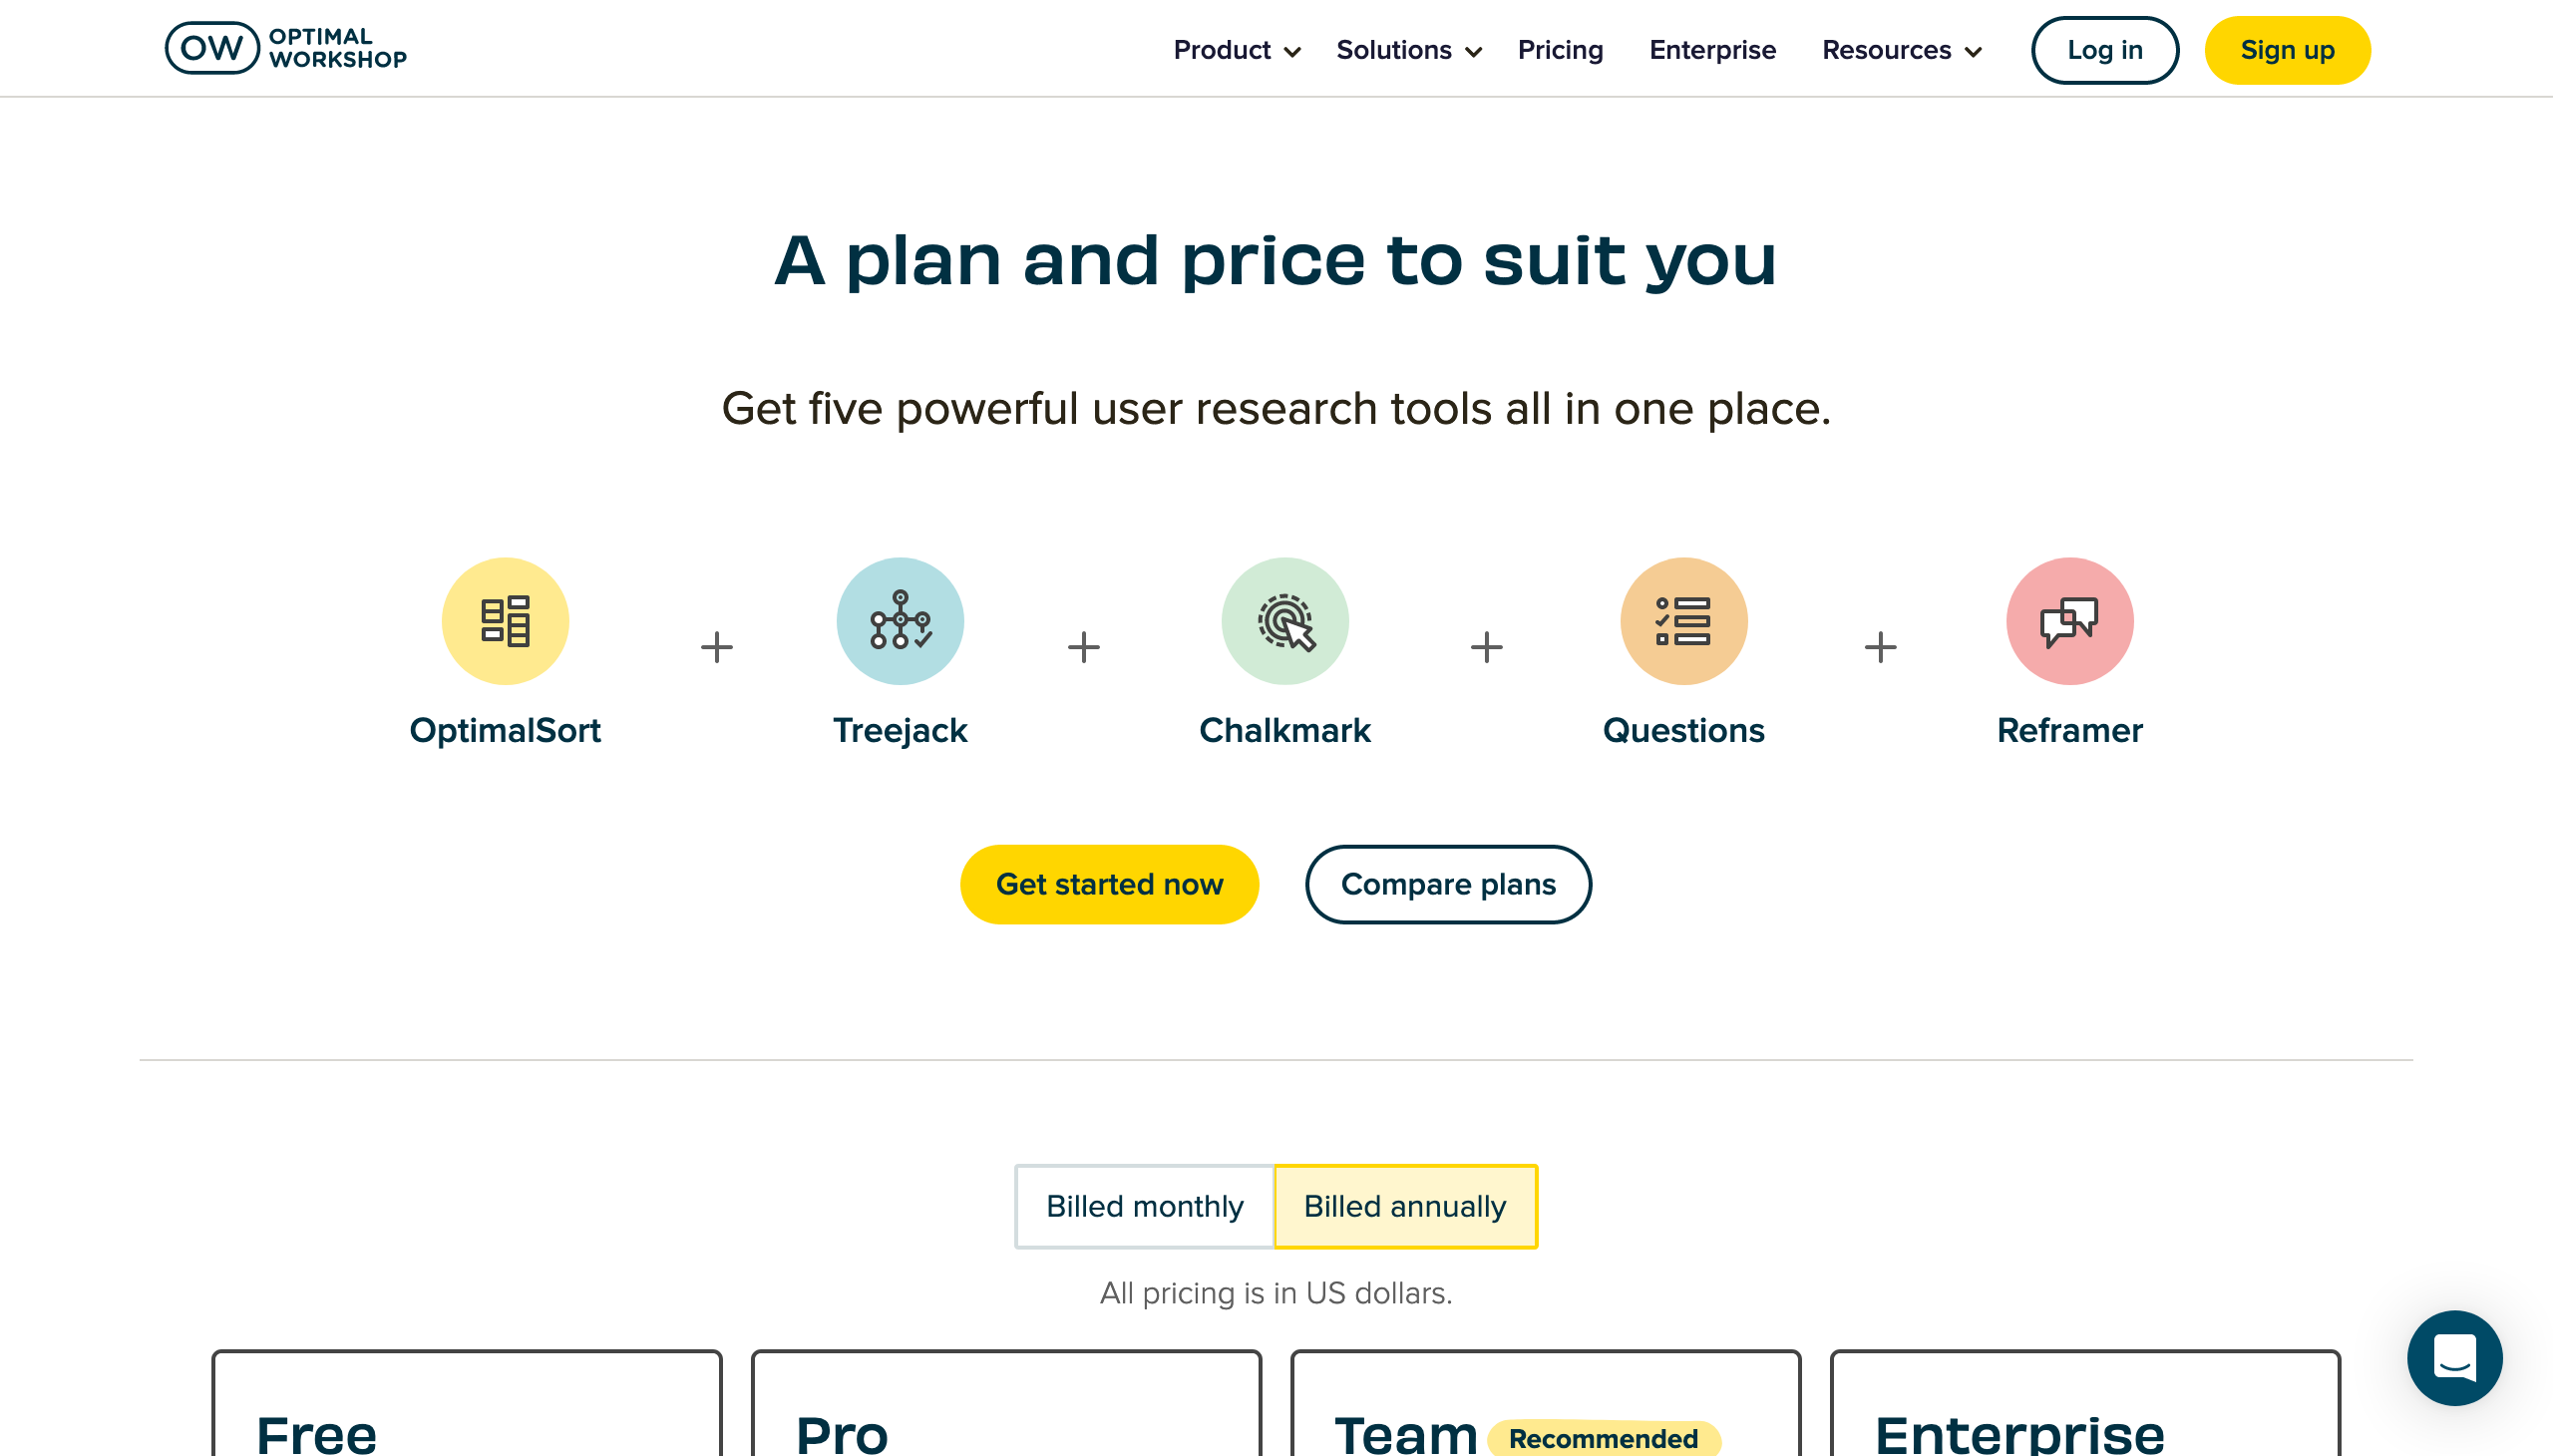 OW OPTIMAL WORKSHOP
Product
Solutions
Pricing
Enterprise
Resources
Log in
Sign up
A plan and price to suit you
Get five powerful user research tools all in one place.
OptimalSort
Treejack
Chalkmark
Questions
Reframer
Get started now
Compare plans
Billed monthly
Billed annually
All pricing is in US dollars.
Free
Pro
Team
Recommended
Enterprise